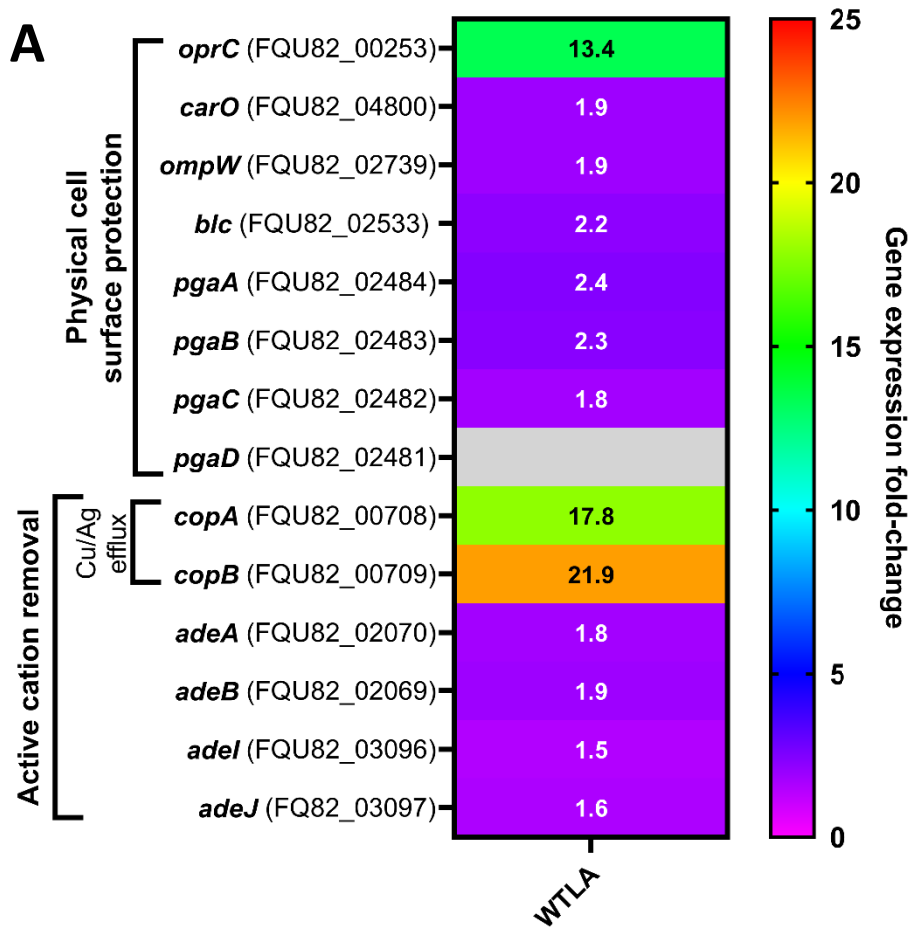 A
Physical cell
surface protection
oprC (FQU82_00253) 13.4
carO (FQU82_04800) 1.9
ompW (FQU82_02739) 1.9
blc (FQU82_02533) 2.2
pgaA (FQU82_02484) 2.4
pgaB (FQU82_02483) 2.3
pgaC (FQU82_02482) 1.8
pgaD (FQU82_02481)
Active cation removal
Cu/Ag
efflux
copA (FQU82_00708) 17.8
copB (FQU82_00709) 21.9
adeA (FQU82_02070) 1.8
adeB (FQU82_02069) 1.9
adeI (FQU82_03096) 1.5
adeJ (FQ82_03097) 1.6
WTLA
25
20
15
10
5
0
Gene expression fold-change